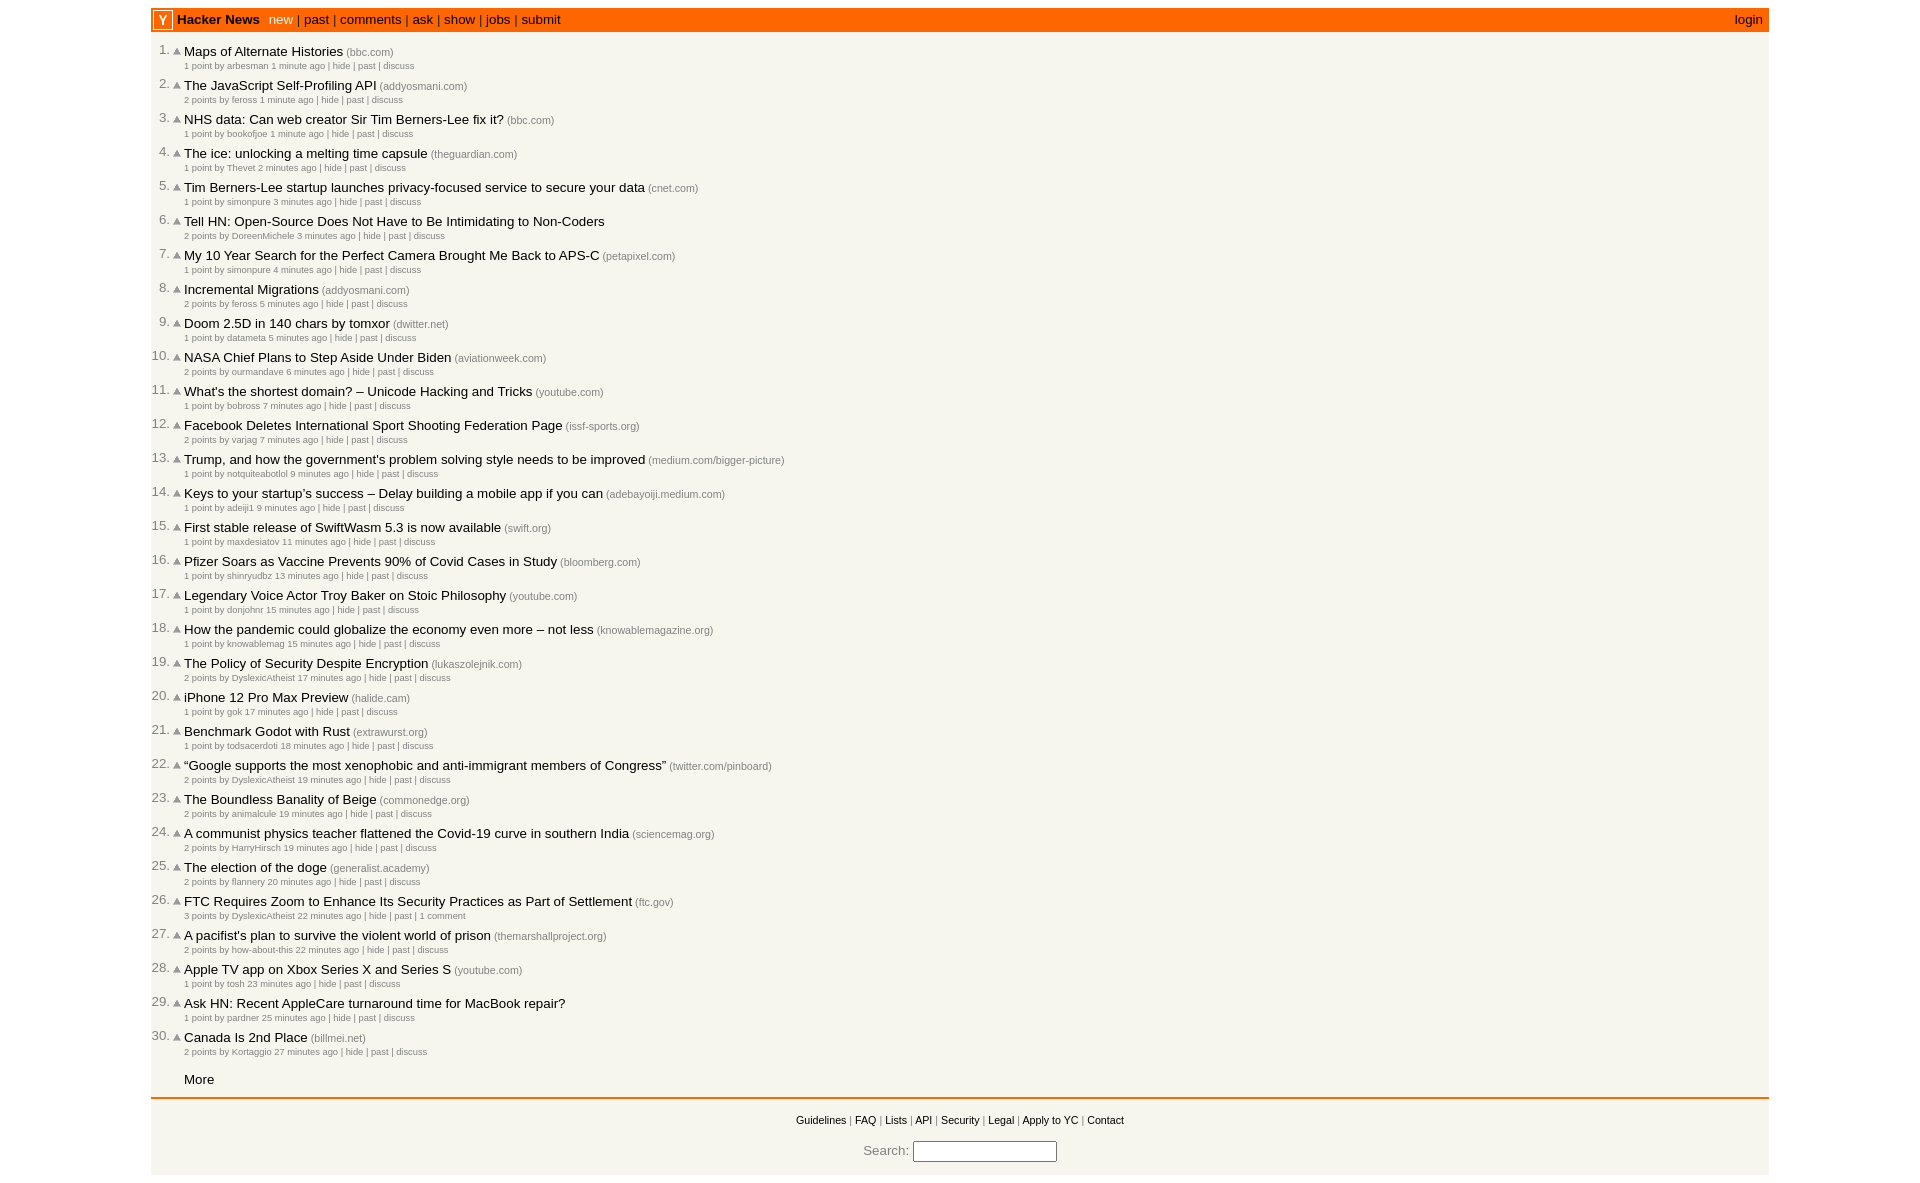 Y Hacker News new | past | comments | ask | show | jobs | submit login
1. Maps of Alternate Histories (bbc.com)
1 point by arbesman 1 minute ago | hide | past | discuss
2. The JavaScript Self-Profiling API (addyosmani.com)
2 points by feross 1 minute ago | hide | past | discuss
3. NHS data: Can web creator Sir Tim Berners-Lee fix it? (bbc.com)
1 point by bookofjoe 1 minute ago | hide | past | discuss
4. The ice: unlocking a melting time capsule (theguardian.com)
1 point by Thevet 2 minutes ago | hide | past | discuss
5. Tim Berners-Lee startup launches privacy-focused service to secure your data (cnet.com)
1 point by simonpure 3 minutes ago | hide | past | discuss
6. Tell HN: Open-Source Does Not Have to Be Intimidating to Non-Coders
2 points by DoreenMichele 3 minutes ago | hide | past | discuss
7. My 10 Year Search for the Perfect Camera Brought Me Back to APS-C (petapixel.com)
1 point by simonpure 4 minutes ago | hide | past | discuss
8. Incremental Migrations (addyosmani.com)
2 points by feross 5 minutes ago | hide | past | discuss
9. Doom 2.5D in 140 chars by tomxor (dwitter.net)
1 point by datameta 5 minutes ago | hide | past | discuss
10. NASA Chief Plans to Step Aside Under Biden (aviationweek.com)
2 points by ourmandave 6 minutes ago | hide | past | discuss
11. What's the shortest domain? – Unicode Hacking and Tricks (youtube.com)
1 point by bobross 7 minutes ago | hide | past | discuss
12. Facebook Deletes International Sport Shooting Federation Page (issf-sports.org)
2 points by varjag 7 minutes ago | hide | past | discuss
13. Trump, and how the government's problem solving style needs to be improved (medium.com/bigger-picture)
1 point by notquiteabotlol 9 minutes ago | hide | past | discuss
14. Keys to your startup’s success – Delay building a mobile app if you can (adebayoiji.medium.com)
1 point by adeiji1 9 minutes ago | hide | past | discuss
15. First stable release of SwiftWasm 5.3 is now available (swift.org)
1 point by maxdesiatov 11 minutes ago | hide | past | discuss
16. Pfizer Soars as Vaccine Prevents 90% of Covid Cases in Study (bloomberg.com)
1 point by shinryudbz 13 minutes ago | hide | past | discuss
17. Legendary Voice Actor Troy Baker on Stoic Philosophy (youtube.com)
1 point by donjohnr 15 minutes ago | hide | past | discuss
18. How the pandemic could globalize the economy even more – not less (knowablemagazine.org)
1 point by knowablemag 15 minutes ago | hide | past | discuss
19. The Policy of Security Despite Encryption (lukaszolejnik.com)
2 points by DyslexicAtheist 17 minutes ago | hide | past | discuss
20. iPhone 12 Pro Max Preview (halide.cam)
1 point by gok 17 minutes ago | hide | past | discuss
21. Benchmark Godot with Rust (extrawurst.org)
1 point by todsacerdoti 18 minutes ago | hide | past | discuss
22. “Google supports the most xenophobic and anti-immigrant members of Congress” (twitter.com/pinboard)
2 points by DyslexicAtheist 19 minutes ago | hide | past | discuss
23. The Boundless Banality of Beige (commonedge.org)
2 points by animalcule 19 minutes ago | hide | past | discuss
24. A communist physics teacher flattened the Covid-19 curve in southern India (sciencemag.org)
2 points by HarryHirsch 19 minutes ago | hide | past | discuss
25. The election of the doge (generalist.academy)
2 points by flannery 20 minutes ago | hide | past | discuss
26. FTC Requires Zoom to Enhance Its Security Practices as Part of Settlement (ftc.gov)
3 points by DyslexicAtheist 22 minutes ago | hide | past | 1 comment
27. A pacifist's plan to survive the violent world of prison (themarshallproject.org)
2 points by how-about-this 22 minutes ago | hide | past | discuss
28. Apple TV app on Xbox Series X and Series S (youtube.com)
1 point by tosh 23 minutes ago | hide | past | discuss
29. Ask HN: Recent AppleCare turnaround time for MacBook repair?
1 point by pardner 25 minutes ago | hide | past | discuss
30. Canada Is 2nd Place (billmei.net)
2 points by Kortaggio 27 minutes ago | hide | past | discuss
More
Guidelines | FAQ | Lists | API | Security | Legal | Apply to YC | Contact
Search: